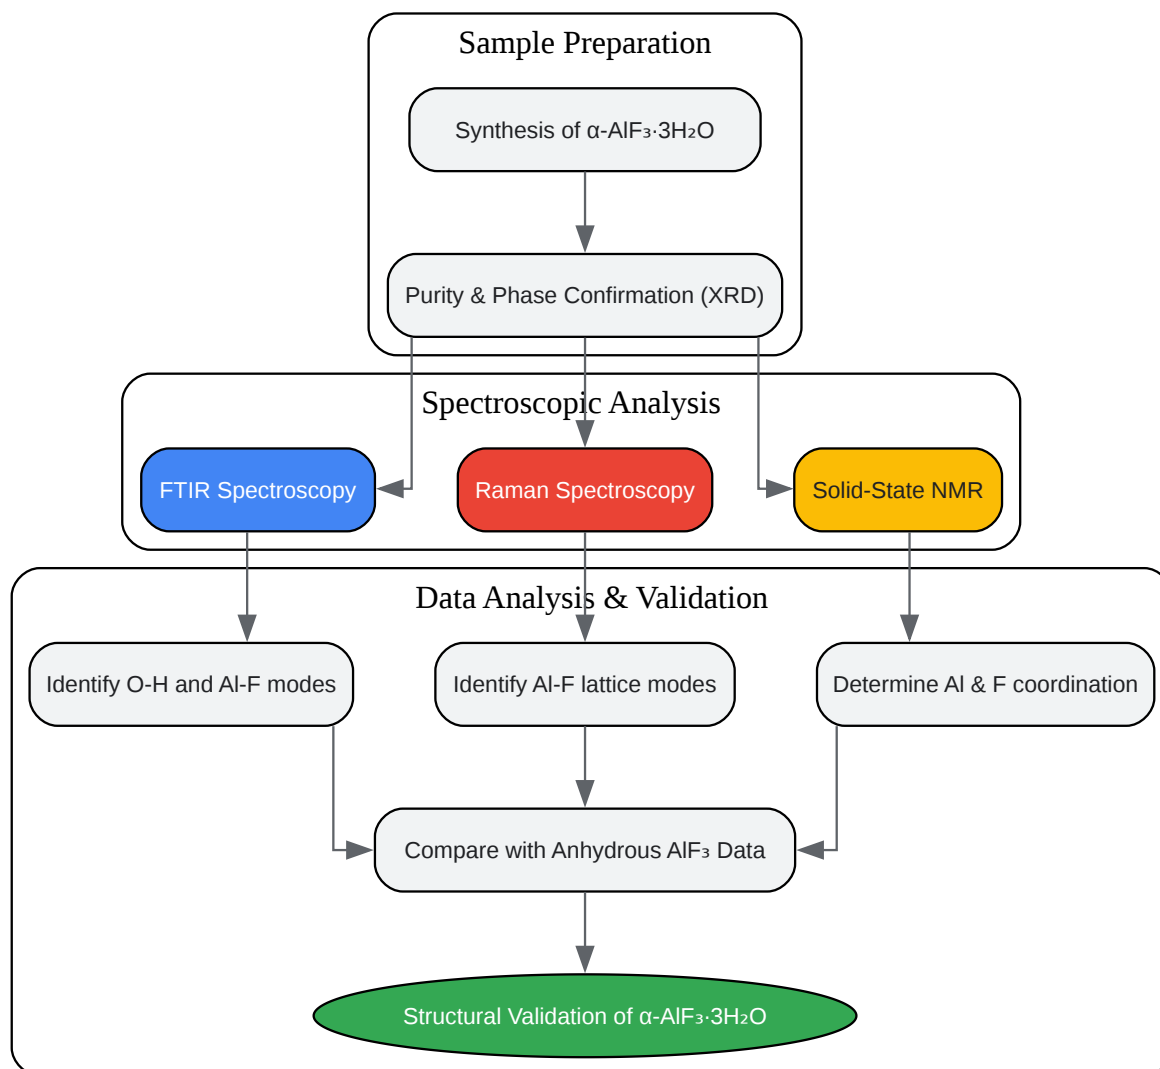 Sample Preparation
Synthesis of α-AlF₃·3H₂O
Purity & Phase Confirmation (XRD)
Spectroscopic Analysis
FTIR Spectroscopy
Raman Spectroscopy
Solid-State NMR
Data Analysis & Validation
Identify O-H and Al-F modes
Identify Al-F lattice modes
Determine Al & F coordination
Compare with Anhydrous AlF₃ Data
Structural Validation of α-AlF₃·3H₂O